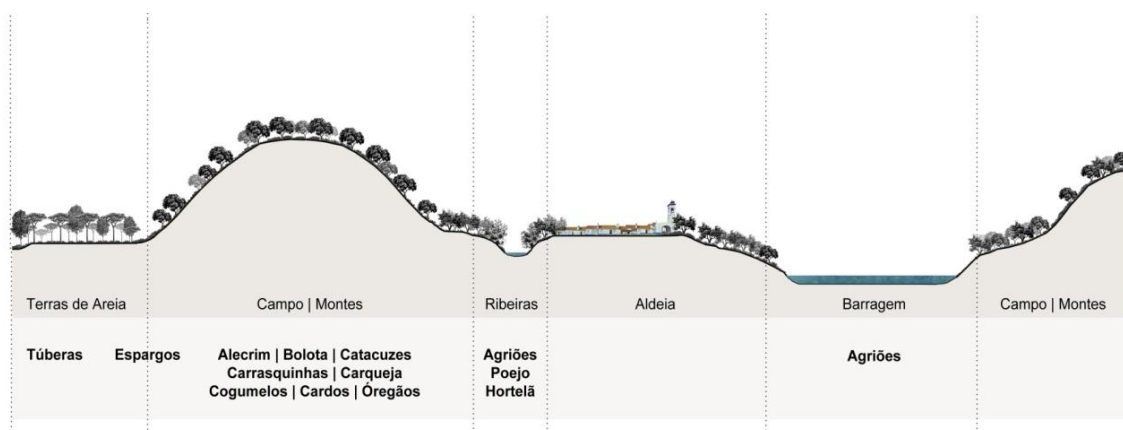 Terras de Areia Campo | Montes Ribeiras Aldeia Barragem Campo | Montes
Túberas Espargos Alecrim | Bolota | Catacuzes Agriões Agriões
Carrasquinhas | Carqueja Poejo
Cogumelos | Cardos | Óregãos Hortelã